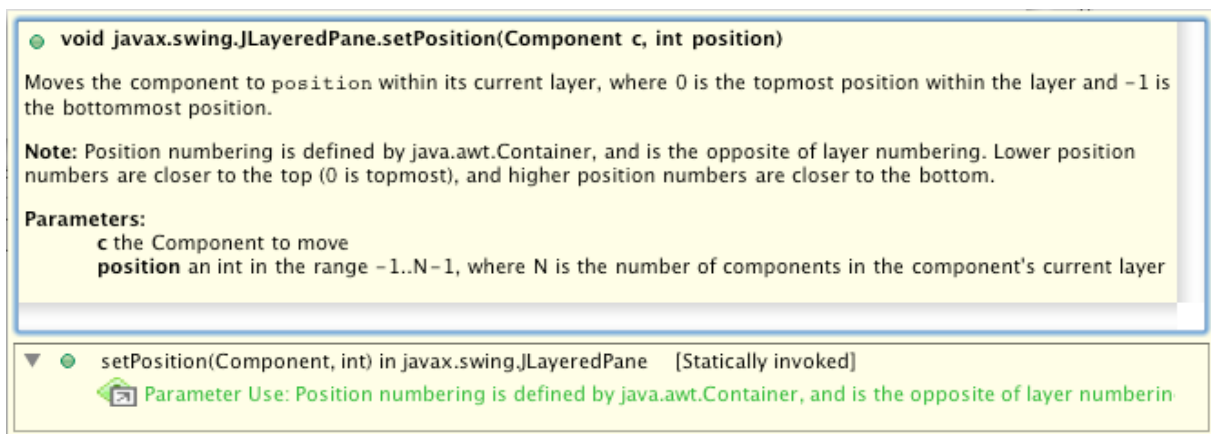 void javax.swing.JLayeredPane.setPosition(Component c, int position)
Moves the component to position within its current layer, where 0 is the topmost position within the layer and -1 is
the bottommost position.
Note: Position numbering is defined by java.awt.Container, and is the opposite of layer numbering. Lower position
numbers are closer to the top (0 is topmost), and higher position numbers are closer to the bottom.
Parameters:
c the Component to move
position an int in the range -1..N-1, where N is the number of components in the component's current layer
setPosition(Component, int) in javax.swing.JLayeredPane [Statically invoked]
Parameter Use: Position numbering is defined by java.awt.Container, and is the opposite of layer numberin